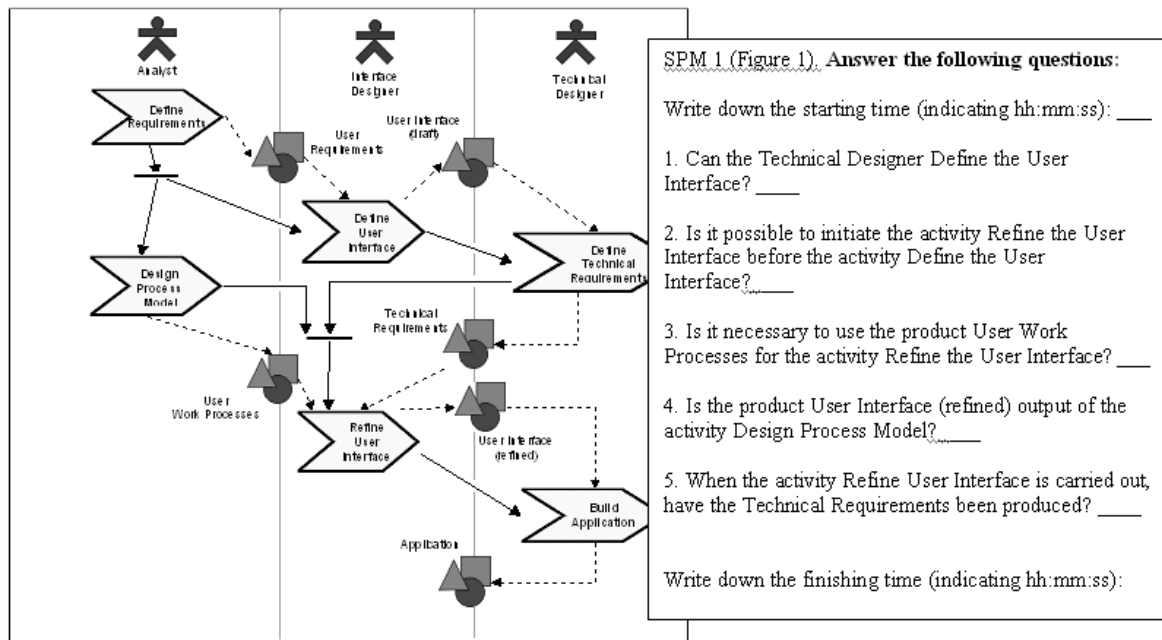 Analyst
Interface
Designer
Technical
Designer
Define
Requirements
User
Requirements
User Interface
(draft)
Define
User
Interface
Define
Technical
Requirements
Design
Process
Model
Technical
Requirements
User
Work Processes
Refine
User
Interface
User Interface
(refined)
Build
Application
Application
SPM 1 (Figure 1). Answer the following questions:
Write down the starting time (indicating hh:mm:ss): ___
1. Can the Technical Designer Define the User
Interface? ____
2. Is it possible to initiate the activity Refine the User
Interface before the activity Define the User
Interface? ____
3. Is it necessary to use the product User Work
Processes for the activity Refine the User Interface? ___
4. Is the product User Interface (refined) output of the
activity Design Process Model? ____
5. When the activity Refine User Interface is carried out,
have the Technical Requirements been produced? ____
Write down the finishing time (indicating hh:mm:ss):